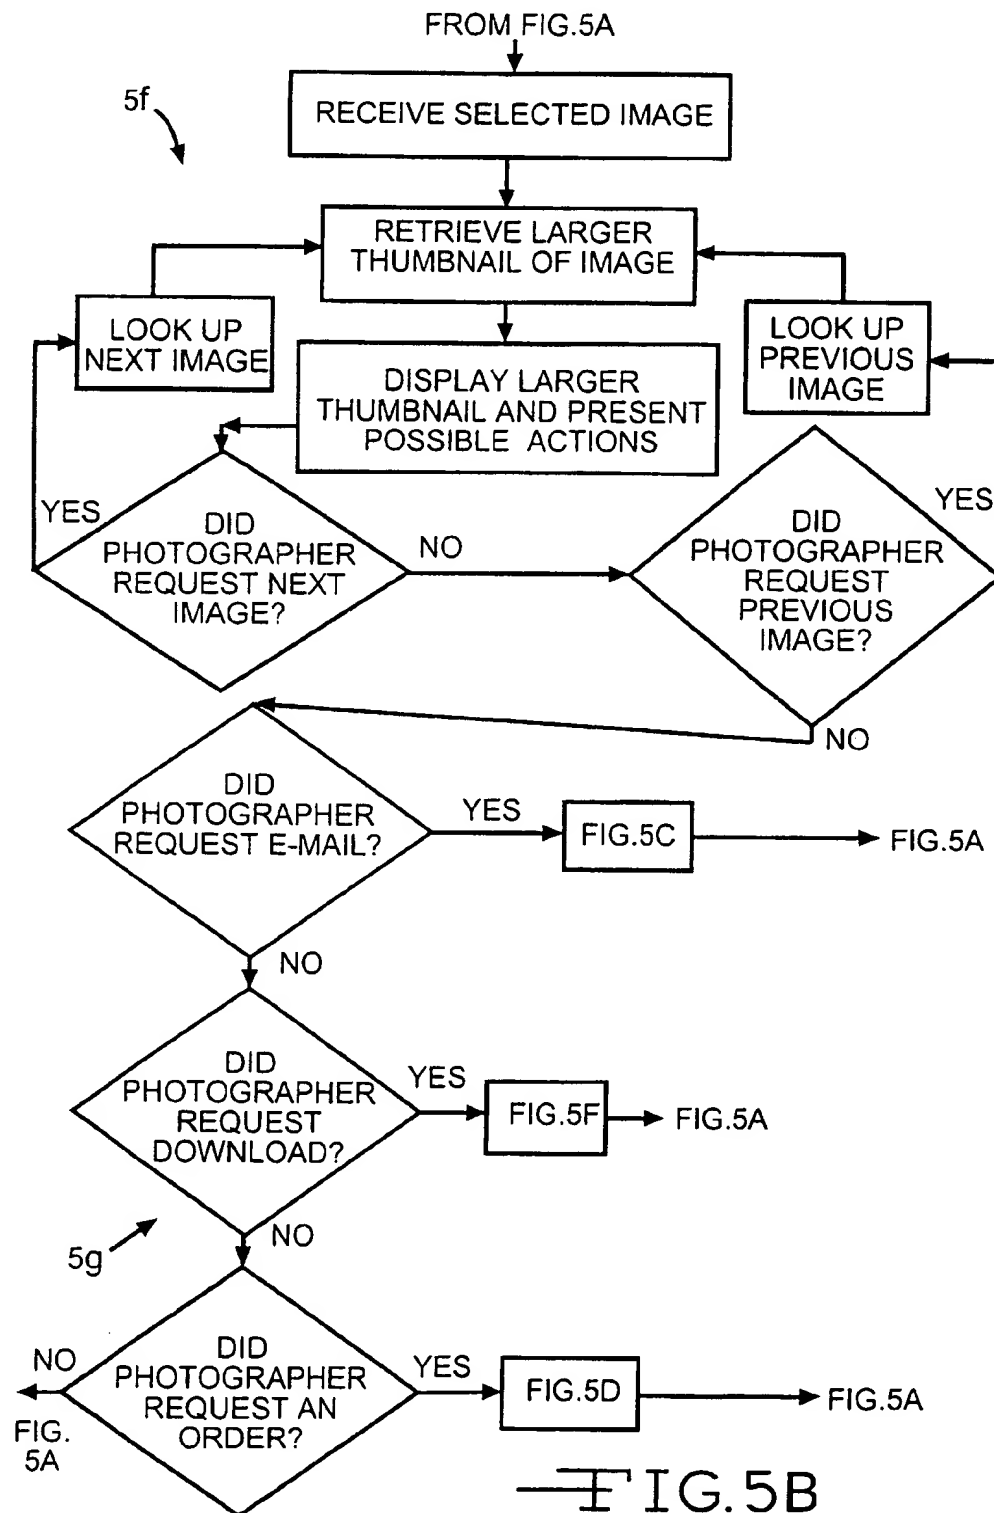 FROM FIG.5A
5f
RECEIVE SELECTED IMAGE
RETRIEVE LARGER
THUMBNAIL OF IMAGE
LOOK UP
NEXT IMAGE
LOOK UP
PREVIOUS
IMAGE
DISPLAY LARGER
THUMBNAIL AND PRESENT
POSSIBLE ACTIONS
YES
DID
PHOTOGRAPHER
REQUEST NEXT
IMAGE?
NO
DID
PHOTOGRAPHER
REQUEST
PREVIOUS
IMAGE?
YES
NO
DID
PHOTOGRAPHER
REQUEST E-MAIL?
YES
FIG.5C
FIG.5A
NO
DID
PHOTOGRAPHER
REQUEST
DOWNLOAD?
YES
FIG.5F
FIG.5A
NO
5g
DID
PHOTOGRAPHER
REQUEST AN
ORDER?
NO
FIG.
5A
YES
FIG.5D
FIG.5A
FIG.5B